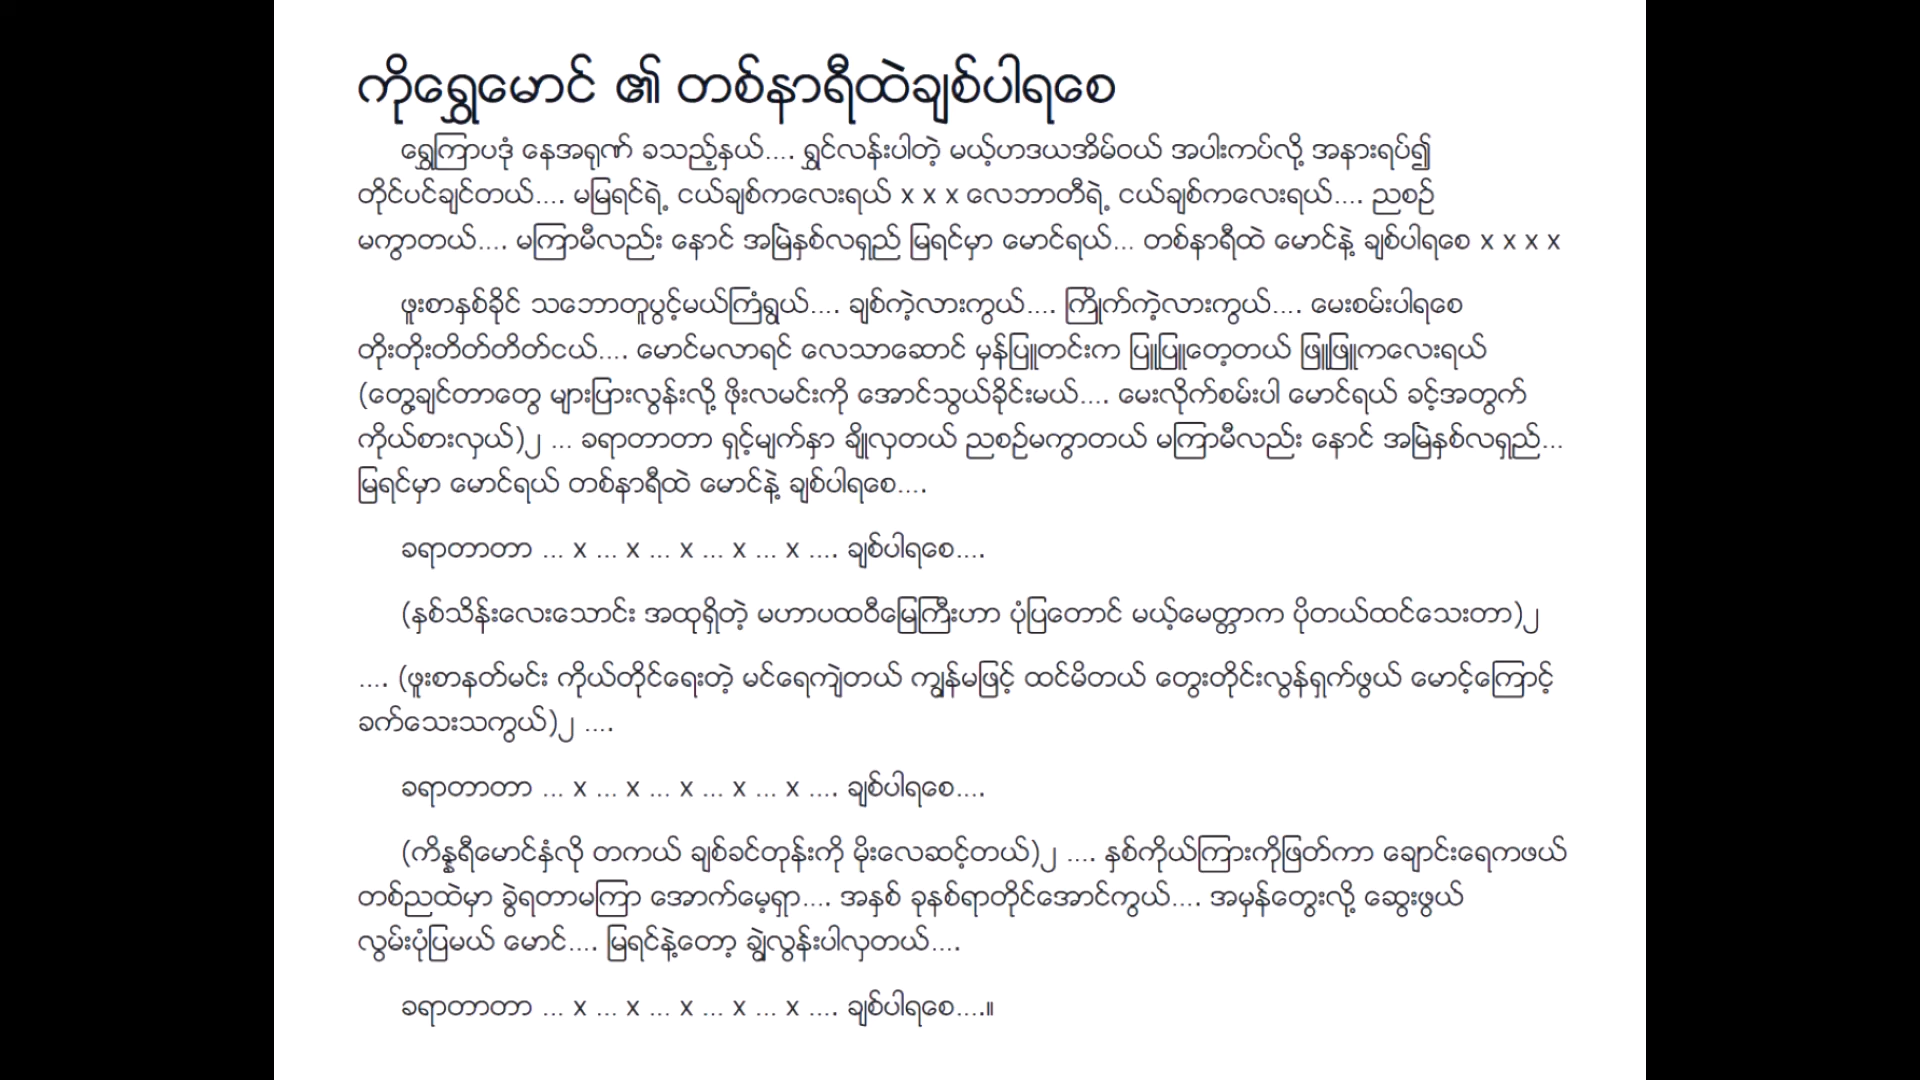 ကိုရွှေမောင် ၏ တစ်နာရီထဲချစ်ပါရစေ
ရွှေကြာပဒုံ နေအရုဏ် ခသည့်နှယ်.... ရွှင်လန်းပါတဲ့ မယ့်ဟဒယအိမ်ဝယ် အပါးကပ်လို့ အနားရပ်၍
တိုင်ပင်ချင်တယ်.... မမြရင်ရဲ့ ငယ်ချစ်ကလေးရယ် x x x လေဘာတီရဲ့ ငယ်ချစ်ကလေးရယ်.... ညစဉ်
မကွာတယ်.... မကြာမီလည်း နောင် အမြဲနှစ်လရှည် မြရင်မှာ မောင်ရယ်... တစ်နာရီထဲ မောင်နဲ့ ချစ်ပါရစေ x x x x
ဖူးစာနှစ်ခိုင် သဘောတူပွင့်မယ်ကြံရွယ်.... ချစ်ကဲ့လားကွယ်.... ကြိုက်ကဲ့လားကွယ်.... မေးစမ်းပါရစေ
တိုးတိုးတိတ်တိတ်ငယ်.... မောင်မလာရင် လေသာဆောင် မှန်ပြူတင်းက ပြူပြူတေ့တယ် ဖြူဖြူကလေးရယ်
(တွေ့ချင်တာတွေ များပြားလွန်းလို့ ဖိုးလမင်းကို အောင်သွယ်ခိုင်းမယ်.... မေးလိုက်စမ်းပါ မောင်ရယ် ခင့်အတွက်
ကိုယ်စားလှယ်)၂ ... ခရာတာတာ ရှင့်မျက်နှာ ချိုလှတယ် ညစဉ်မကွာတယ် မကြာမီလည်း နောင် အမြဲနှစ်လရှည်...
မြရင်မှာ မောင်ရယ် တစ်နာရီထဲ မောင်နဲ့ ချစ်ပါရစေ....
ခရာတာတာ ... x ... x ... x ... x ... x .... ချစ်ပါရစေ....
(နှစ်သိန်းလေးသောင်း အထုရှိတဲ့ မဟာပထဝီမြေကြီးဟာ ပုံပြတောင် မယ့်မေတ္တာက ပိုတယ်ထင်သေးတာ)၂
.... (ဖူးစာနတ်မင်း ကိုယ်တိုင်ရေးတဲ့ မင်ရေကျဲတယ် ကျွန်မဖြင့် ထင်မိတယ် တွေးတိုင်းလွန်ရှက်ဖွယ် မောင့်ကြောင့်
ခက်သေးသကွယ်)၂ ....
ခရာတာတာ ... x ... x ... x ... x ... x .... ချစ်ပါရစေ....
(ကိန္နရီမောင်နှံလို တကယ် ချစ်ခင်တုန်းကို မိုးလေဆင့်တယ်)၂ .... နှစ်ကိုယ်ကြားကိုဖြတ်ကာ ချောင်းရေကဖယ်
တစ်ညထဲမှာ ခွဲရတာမကြာ အောက်မေ့ရှာ.... အနှစ် ခုနစ်ရာတိုင်အောင်ကွယ်.... အမှန်တွေးလို့ ဆွေးဖွယ်
လွမ်းပုံပြမယ် မောင်.... မြရင်နဲ့တော့ ချွဲလွန်းပါလှတယ်....
ခရာတာတာ ... x ... x ... x ... x ... x .... ချစ်ပါရစေ....။